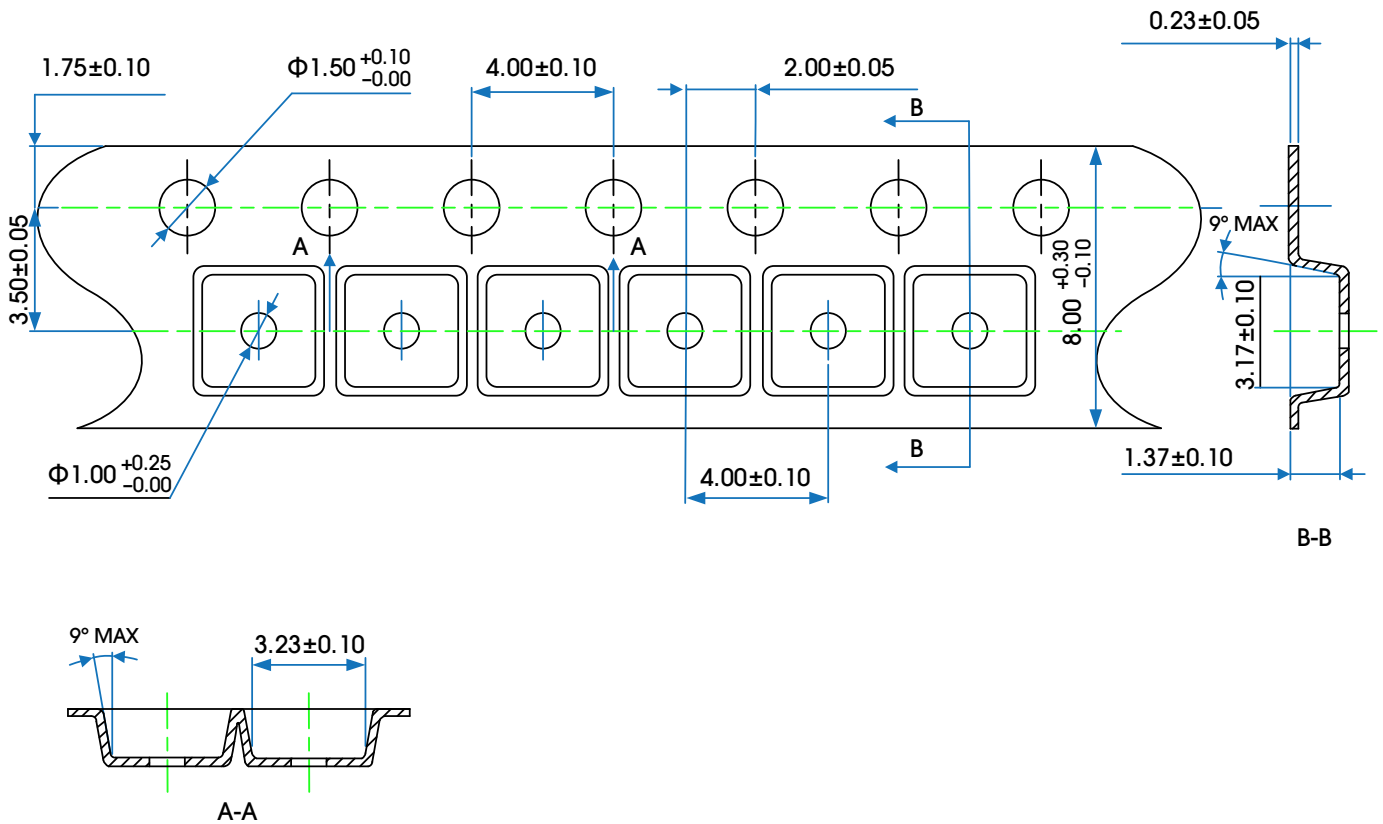 0.23±0.05
1.75±0.10
Φ1.50 +0.10 -0.00
4.00±0.10
2.00±0.05
B
9° MAX
A
A
3.50±0.05
8.00 +0.30 -0.10
3.17±0.10
Φ1.00 +0.25 -0.00
B
4.00±0.10
1.37±0.10
B-B
9° MAX
3.23±0.10
A-A